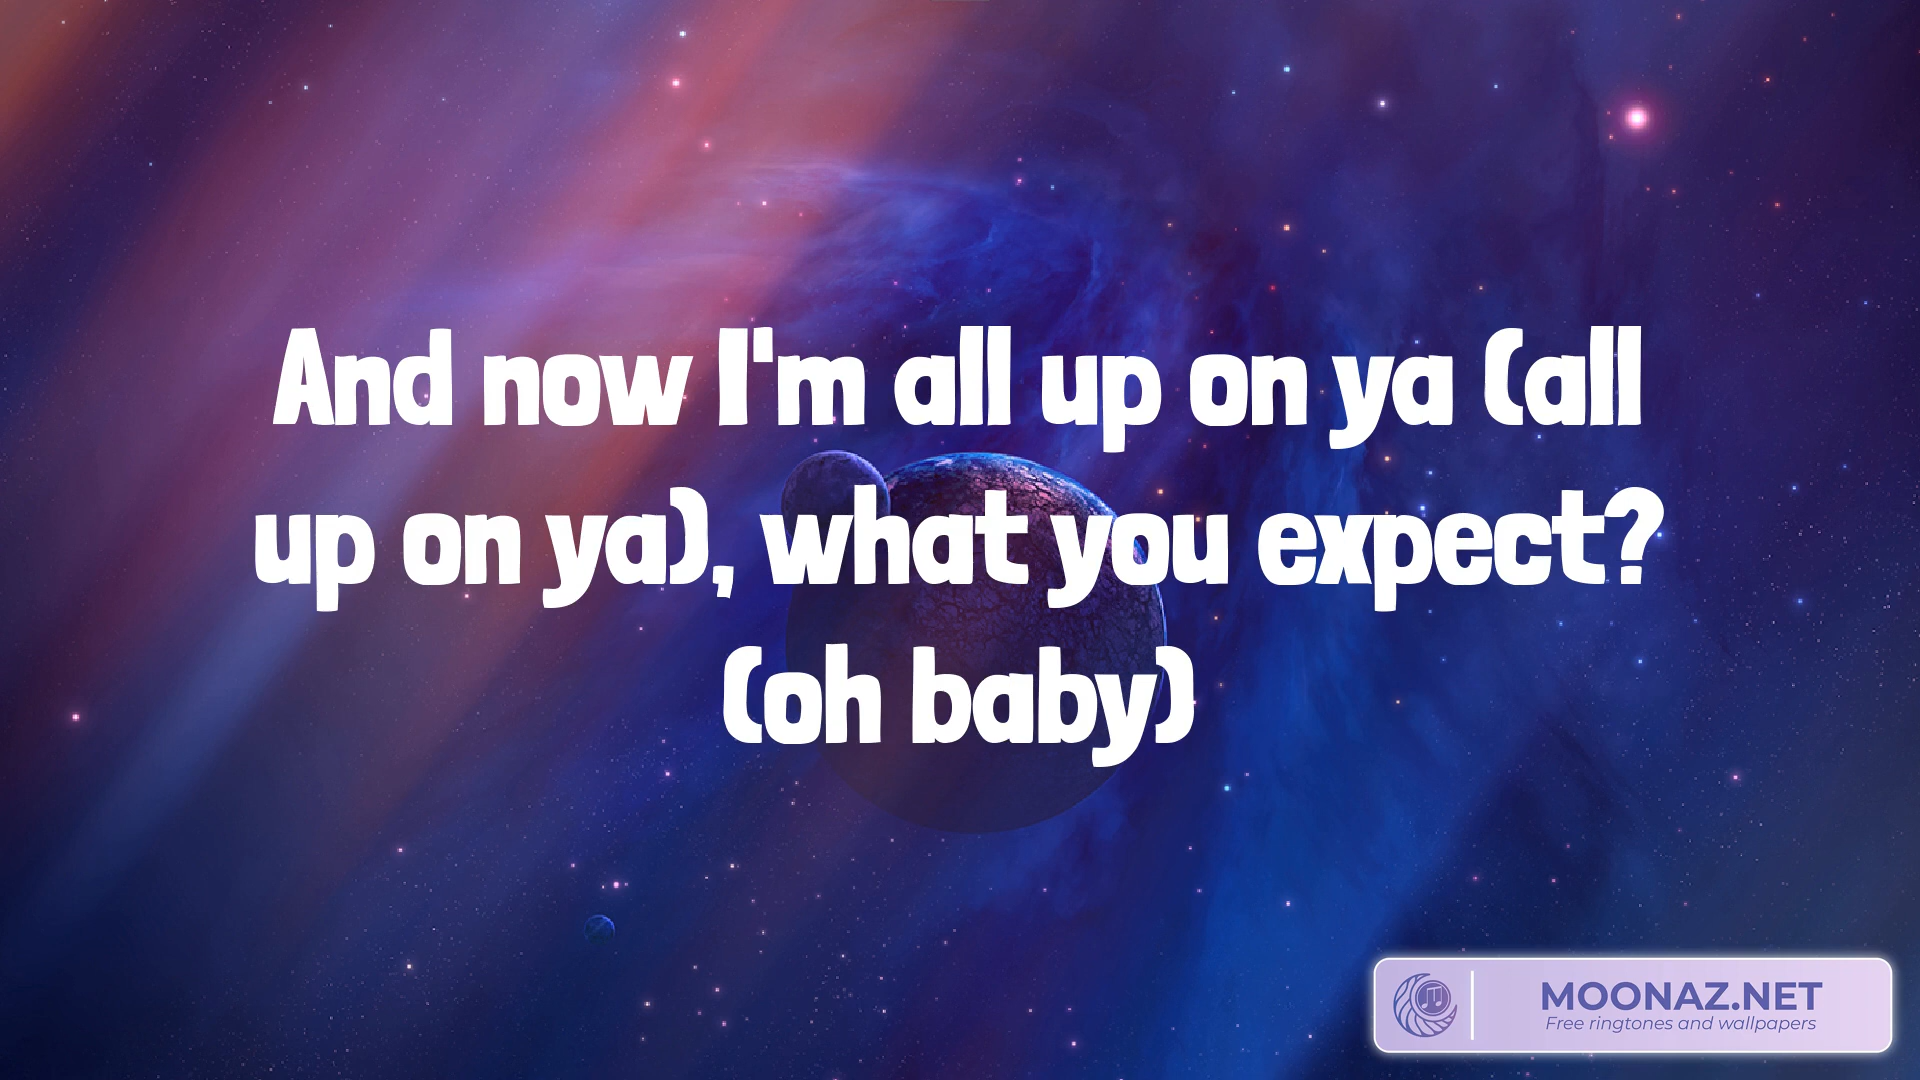 And now I'm all up on ya (all
up on ya), what you expect?
(oh baby)
MOONAZ.NET
Free ringtones and wallpapers